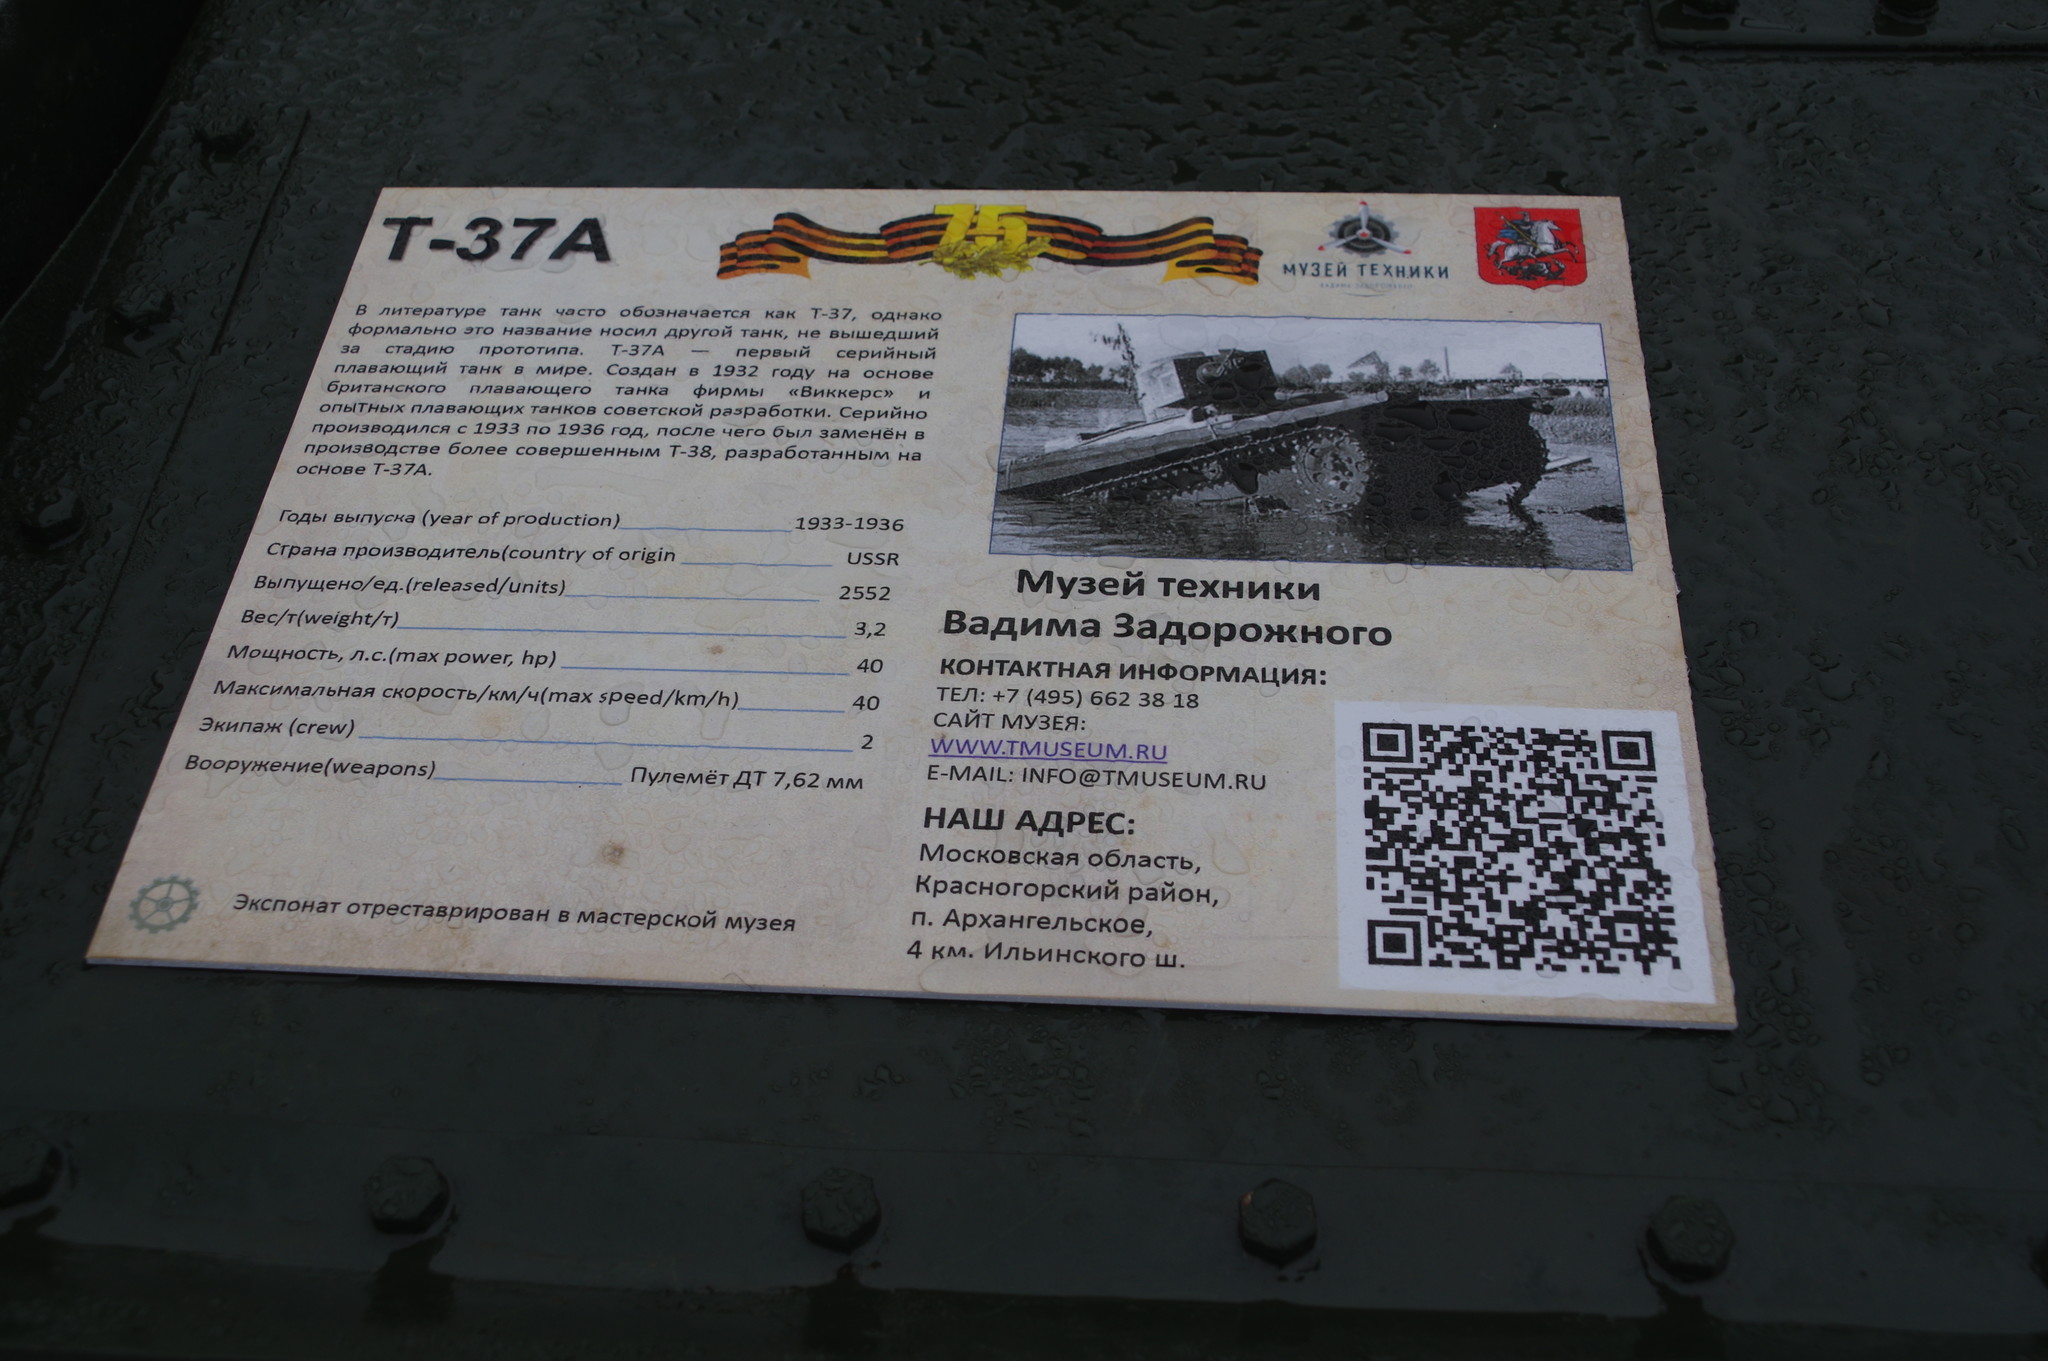 Т-37А
75
МУЗЕЙ ТЕХНИКИ
ВАДИМА ЗАДОРОЖНОГО
В литературе танк часто обозначается как Т-37, однако
формально это название носил другой танк, не вышедший
за стадию прототипа. Т-37А — первый серийный
плавающий танк в мире. Создан в 1932 году на основе
британского плавающего танка фирмы «Виккерс» и
опытных плавающих танков советской разработки. Серийно
производился с 1933 по 1936 год, после чего был заменён в
производстве более совершенным Т-38, разработанным на
основе Т-37А.
Годы выпуска (year of production) 1933-1936
Страна производитель(country of origin USSR
Выпущено/ед.(released/units) 2552
Вес/т(weight/т) 3,2
Мощность, л.с.(max power, hp) 40
Максимальная скорость/км/ч(max speed/km/h) 40
Экипаж (crew) 2
Вооружение(weapons) Пулемёт ДТ 7,62 мм
Экспонат отреставрирован в мастерской музея
Музей техники
Вадима Задорожного
КОНТАКТНАЯ ИНФОРМАЦИЯ:
ТЕЛ: +7 (495) 662 38 18
САЙТ МУЗЕЯ:
WWW.TMUSEUM.RU
E-MAIL: INFO@TMUSEUM.RU
НАШ АДРЕС:
Московская область,
Красногорский район,
п. Архангельское,
4 км. Ильинского ш.